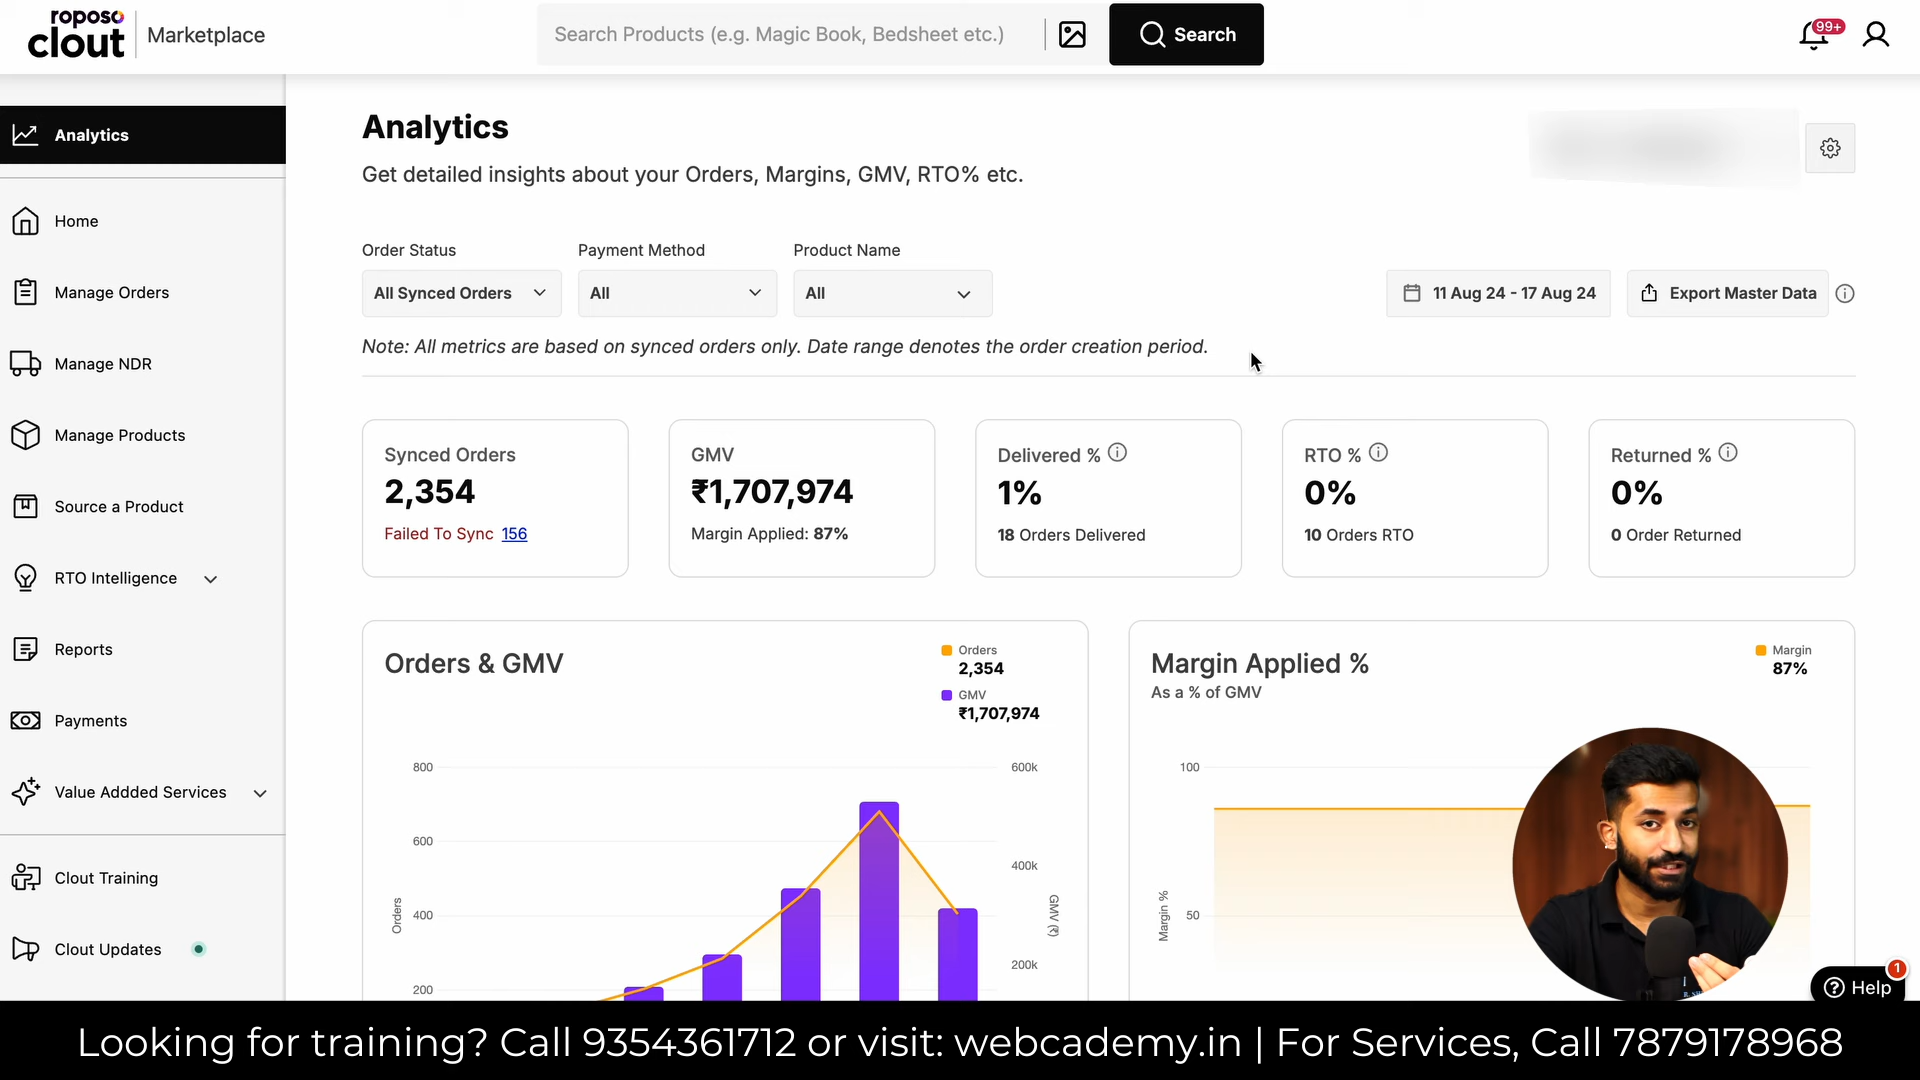 roposo
clout
Marketplace
Search Products (e.g. Magic Book, Bedsheet etc.)
Search
99+
Analytics
Home
Manage Orders
Manage NDR
Manage Products
Source a Product
RTO Intelligence
Reports
Payments
Value Addded Services
Clout Training
Clout Updates
Analytics
Get detailed insights about your Orders, Margins, GMV, RTO% etc.
Order Status
Payment Method
Product Name
All Synced Orders
All
All
11 Aug 24 - 17 Aug 24
Export Master Data
Note: All metrics are based on synced orders only. Date range denotes the order creation period.
Synced Orders
2,354
Failed To Sync 156
GMV
₹1,707,974
Margin Applied: 87%
Delivered %
1%
18 Orders Delivered
RTO %
0%
10 Orders RTO
Returned %
0%
0 Order Returned
Orders & GMV
Orders
2,354
GMV
₹1,707,974
800
600
400
200
Orders
600k
400k
200k
GMV (₹)
Margin Applied %
As a % of GMV
Margin
87%
100
50
Margin %
1
Help
Looking for training? Call 9354361712 or visit: webcademy.in | For Services, Call 7879178968